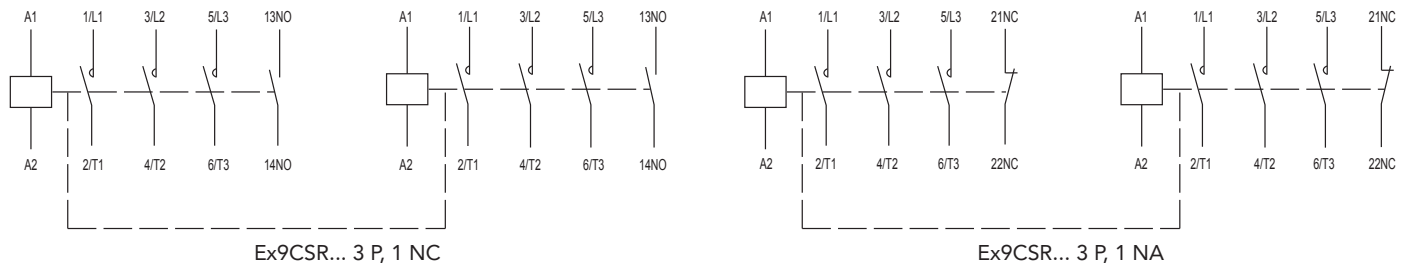 A1 1/L1 3/L2 5/L3 13NO A1 1/L1 3/L2 5/L3 13NO A1 1/L1 3/L2 5/L3 21NC A1 1/L1 3/L2 5/L3 21NC
A2 2/T1 4/T2 6/T3 14NO A2 2/T1 4/T2 6/T3 14NO A2 2/T1 4/T2 6/T3 22NC A2 2/T1 4/T2 6/T3 22NC
Ex9CSR... 3 P, 1 NC Ex9CSR... 3 P, 1 NA